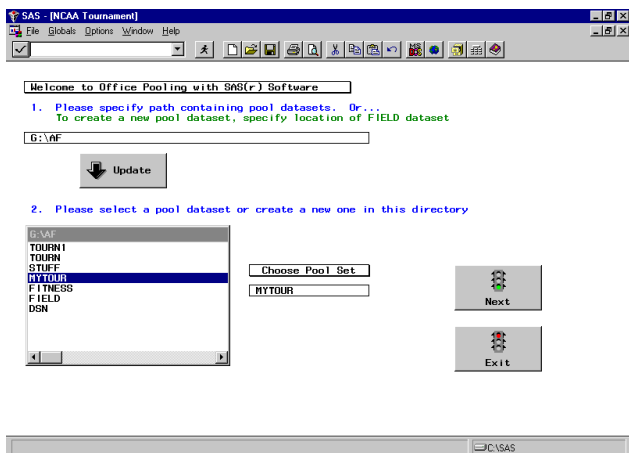 SAS - [NCAA Tournament]
File Globals Options Window Help
Welcome to Office Pooling with SAS(r) Software
1. Please specify path containing pool datasets. Or...
To create a new pool dataset, specify location of FIELD dataset
G:\AF
Update
2. Please select a pool dataset or create a new one in this directory
G:\AF
TOURN1
TOURN
STUFF
MYTOUR
FITNESS
FIELD
DSN
Choose Pool Set
MYTOUR
Next
Exit
C:\SAS